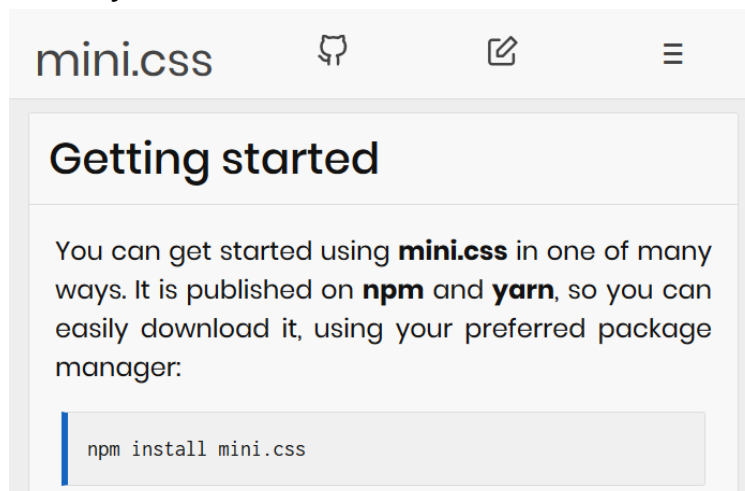 mini.css
Getting started
You can get started using mini.css in one of many
ways. It is published on npm and yarn, so you can
easily download it, using your preferred package
manager:
npm install mini.css